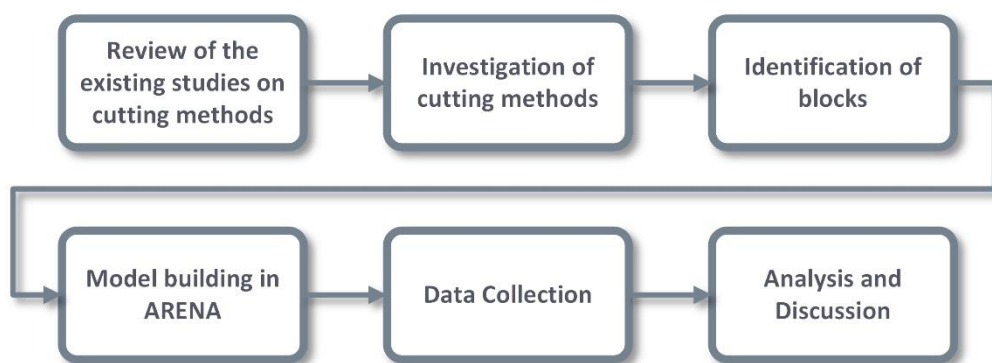 Review of the
existing studies on
cutting methods
Investigation of
cutting methods
Identification of
blocks
Model building in
ARENA
Data Collection
Analysis and
Discussion